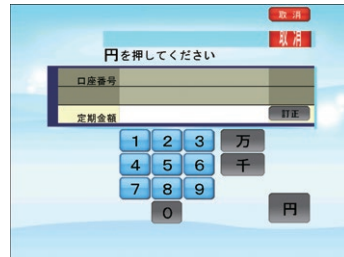 取消
取消
円を押してください
口座番号
定期金額 訂正
1 2 3 万
4 5 6 千
7 8 9
0 円